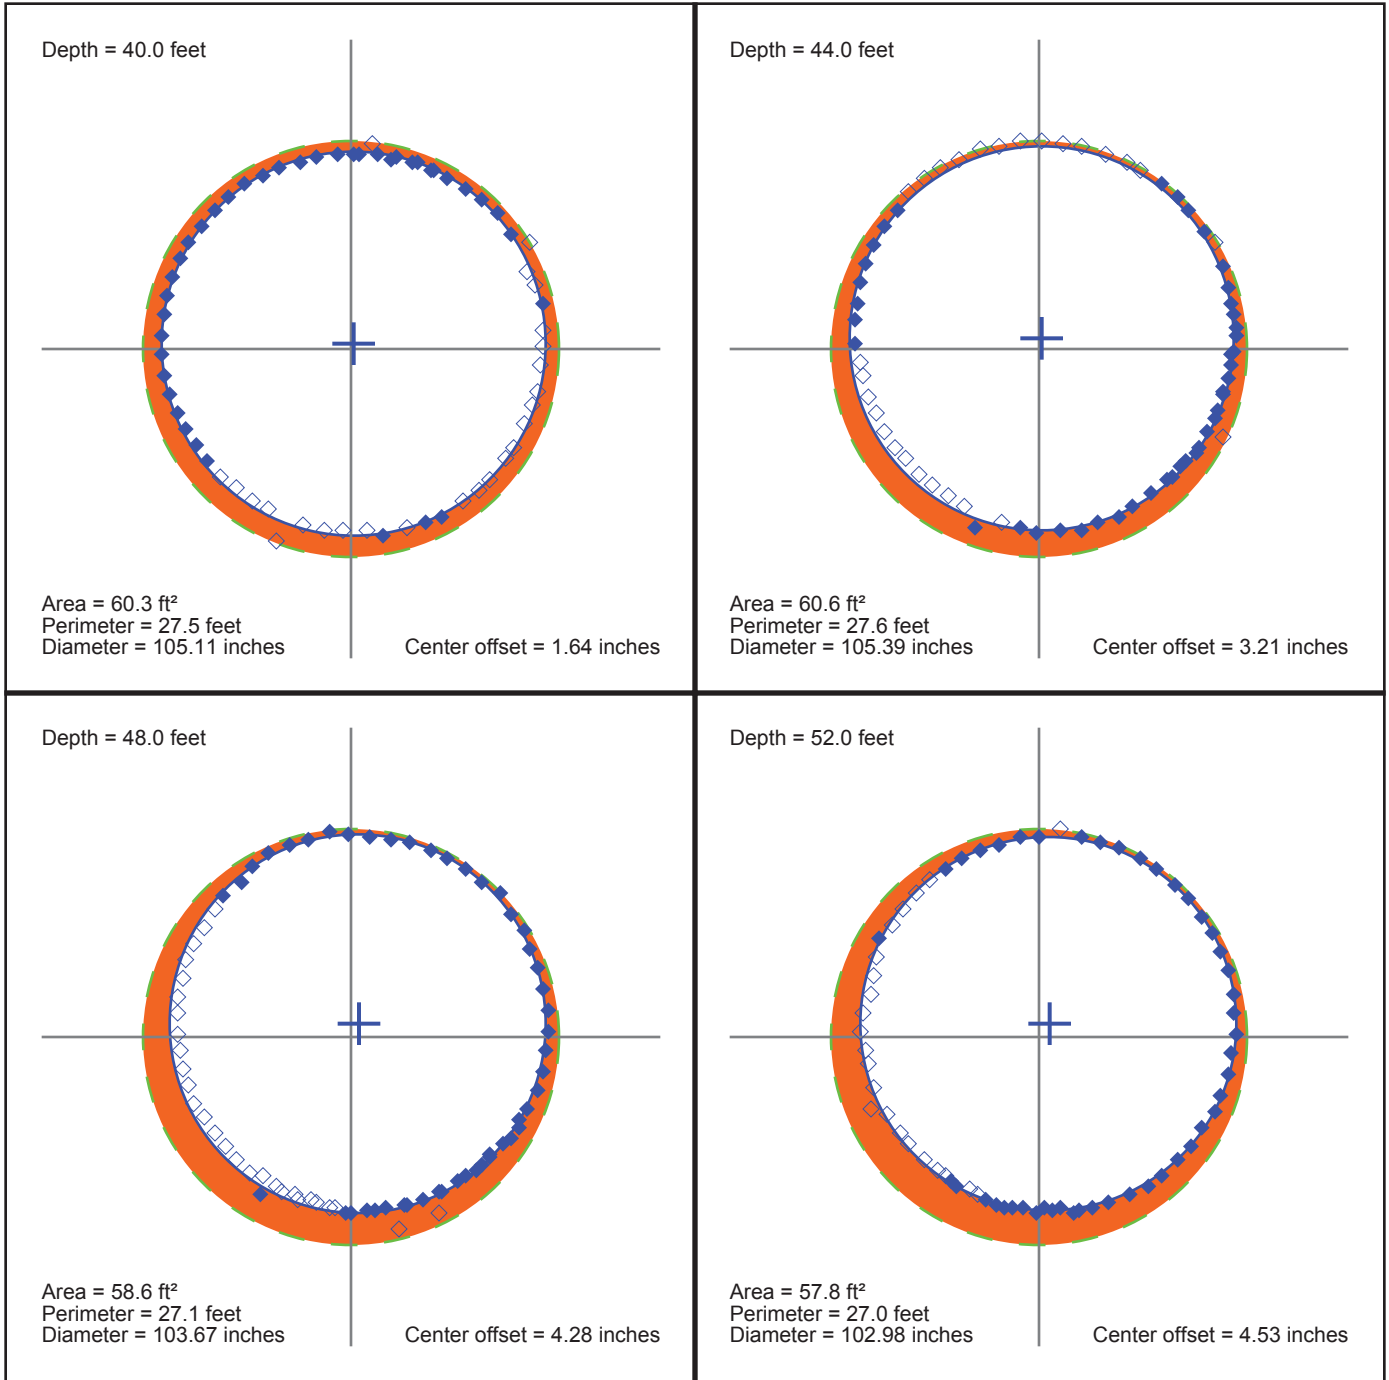 Depth = 40.0 feet
Area = 60.3 ft²
Perimeter = 27.5 feet
Diameter = 105.11 inches
Center offset = 1.64 inches
Depth = 44.0 feet
Area = 60.6 ft²
Perimeter = 27.6 feet
Diameter = 105.39 inches
Center offset = 3.21 inches
Depth = 48.0 feet
Area = 58.6 ft²
Perimeter = 27.1 feet
Diameter = 103.67 inches
Center offset = 4.28 inches
Depth = 52.0 feet
Area = 57.8 ft²
Perimeter = 27.0 feet
Diameter = 102.98 inches
Center offset = 4.53 inches